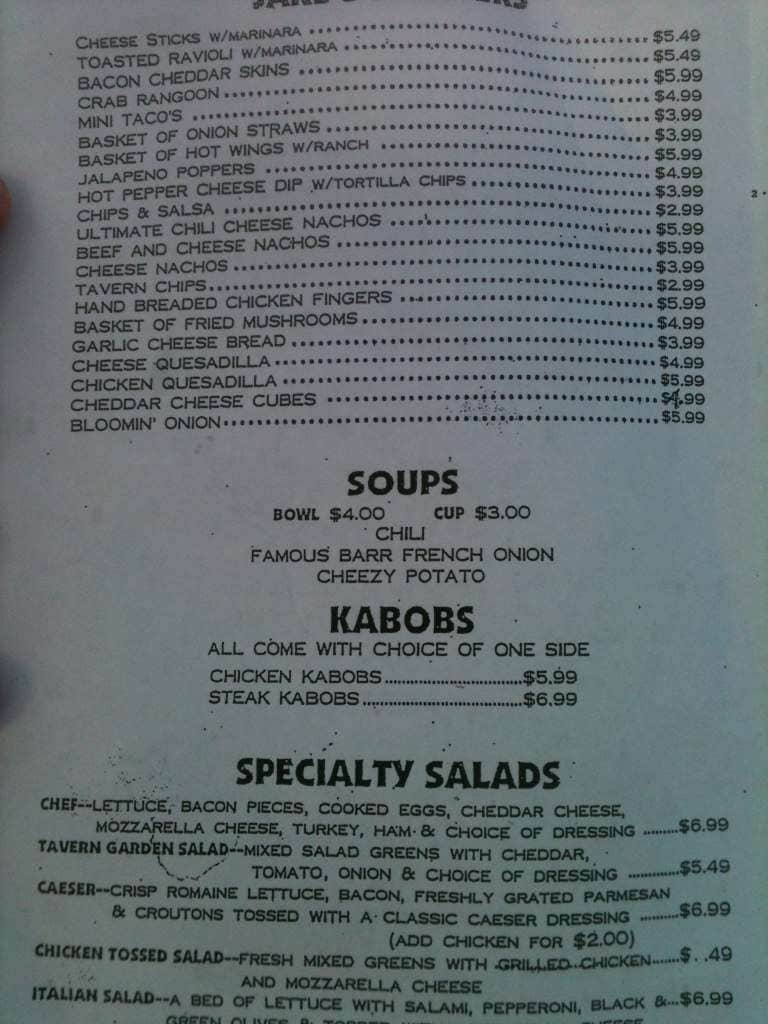 CHEESE STICKS W/MARINARA $5.49
TOASTED RAVIOLI W/MARINARA $5.49
BACON CHEDDAR SKINS $5.99
CRAB RANGOON $4.99
MINI TACO'S $3.99
BASKET OF ONION STRAWS $3.99
BASKET OF HOT WINGS W/RANCH $5.99
JALAPENO POPPERS $4.99
HOT PEPPER CHEESE DIP W/TORTILLA CHIPS $3.99
CHIPS & SALSA $2.99
ULTIMATE CHILI CHEESE NACHOS $5.99
BEEF AND CHEESE NACHOS $5.99
CHEESE NACHOS $3.99
TAVERN CHIPS $2.99
HAND BREADED CHICKEN FINGERS $5.99
BASKET OF FRIED MUSHROOMS $4.99
GARLIC CHEESE BREAD $3.99
CHEESE QUESADILLA $4.99
CHICKEN QUESADILLA $5.99
CHEDDAR CHEESE CUBES $4.99
BLOOMIN' ONION $5.99
SOUPS
BOWL $4.00 CUP $3.00
CHILI
FAMOUS BARR FRENCH ONION
CHEEZY POTATO
KABOBS
ALL COME WITH CHOICE OF ONE SIDE
CHICKEN KABOBS $5.99
STEAK KABOBS $6.99
SPECIALTY SALADS
CHEF--LETTUCE, BACON PIECES, COOKED EGGS, CHEDDAR CHEESE,
MOZZARELLA CHEESE, TURKEY, HAM & CHOICE OF DRESSING $6.99
TAVERN GARDEN SALAD--MIXED SALAD GREENS WITH CHEDDAR,
TOMATO, ONION & CHOICE OF DRESSING $5.49
CAESER--CRISP ROMAINE LETTUCE, BACON, FRESHLY GRATED PARMESAN
& CROUTONS TOSSED WITH A CLASSIC CAESER DRESSING $6.99
(ADD CHICKEN FOR $2.00)
CHICKEN TOSSED SALAD--FRESH MIXED GREENS WITH GRILLED CHICKEN $ .49
AND MOZZARELLA CHEESE
ITALIAN SALAD--A BED OF LETTUCE WITH SALAMI, PEPPERONI, BLACK & $6.99
GREEN OLIVES & TOPPED WITH CHEESE